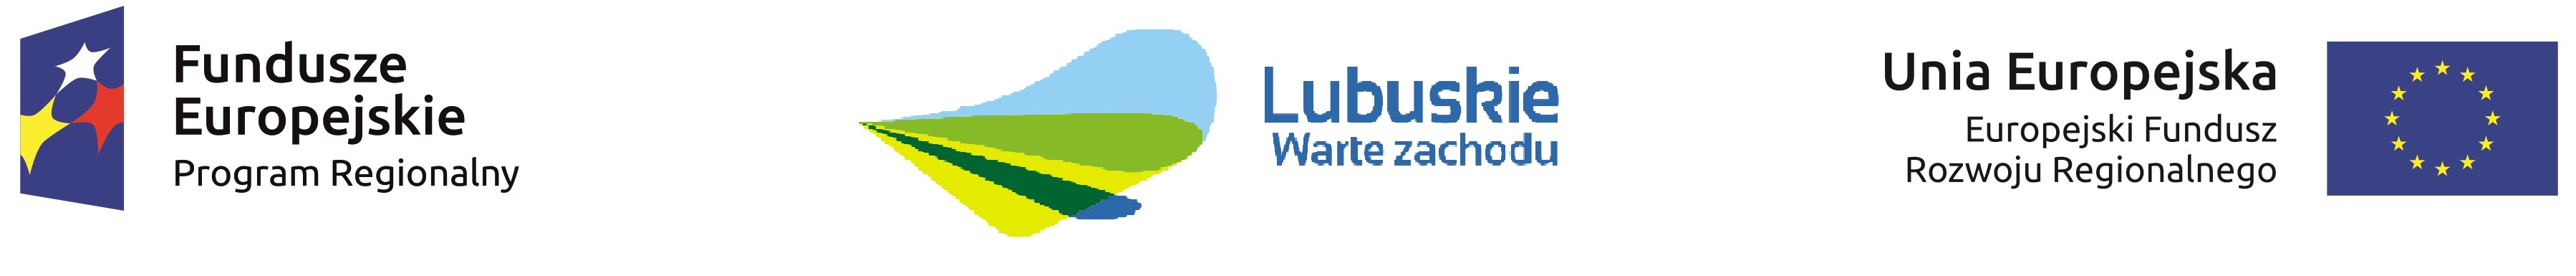 Fundusze
Europejskie
Program Regionalny
Lubuskie
Warte zachodu
Unia Europejska
Europejski Fundusz
Rozwoju Regionalnego